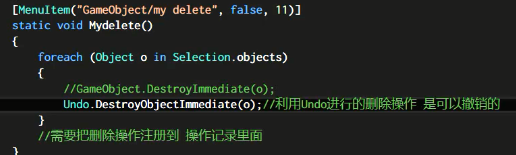 [MenuItem("GameObject/my delete", false, 11)]
static void Mydelete()
{
foreach (Object o in Selection.objects)
{
//GameObject.DestroyImmediate(o);
Undo.DestroyObjectImmediate(o);//利用Undo进行的删除操作 是可以撤销的
}
//需要把删除操作注册到 操作记录里面
}